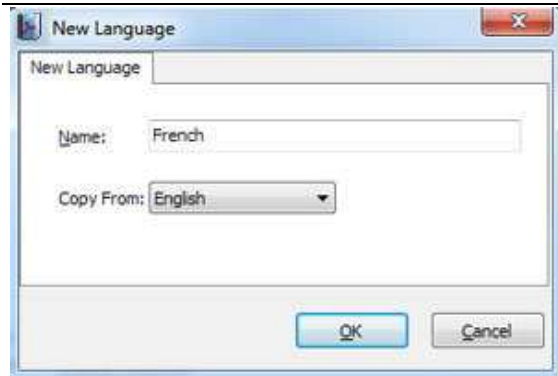 New Language
New Language
Name: French
Copy From: English
OK Cancel